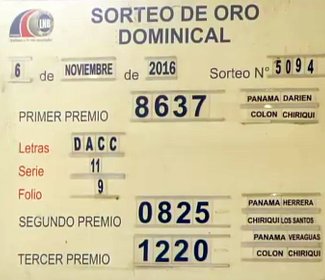 LNB
SORTEO DE ORO
DOMINICAL
6 de NOVIEMBRE de 2016 Sorteo N° 5094
PRIMER PREMIO 8637 PANAMA DARIEN
COLON CHIRIQUI
Letras DACC
Serie 11
Folio 9
SEGUNDO PREMIO 0825 PANAMA HERRERA
CHIRIQUI LOS SANTOS
TERCER PREMIO 1220 PANAMA VERAGUAS
COLON CHIRIQUI